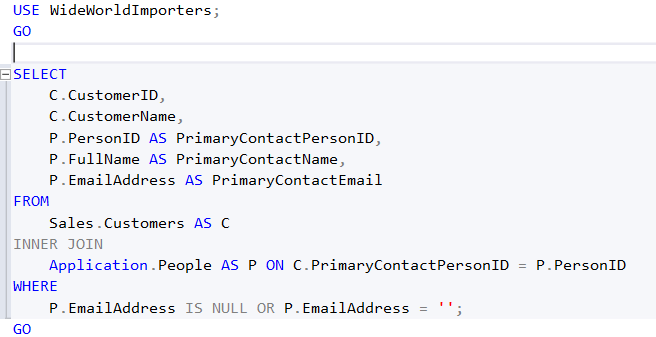 USE WideWorldImporters;
GO
SELECT
    C.CustomerID,
    C.CustomerName,
    P.PersonID AS PrimaryContactPersonID,
    P.FullName AS PrimaryContactName,
    P.EmailAddress AS PrimaryContactEmail
FROM
    Sales.Customers AS C
INNER JOIN
    Application.People AS P ON C.PrimaryContactPersonID = P.PersonID
WHERE
    P.EmailAddress IS NULL OR P.EmailAddress = '';
GO